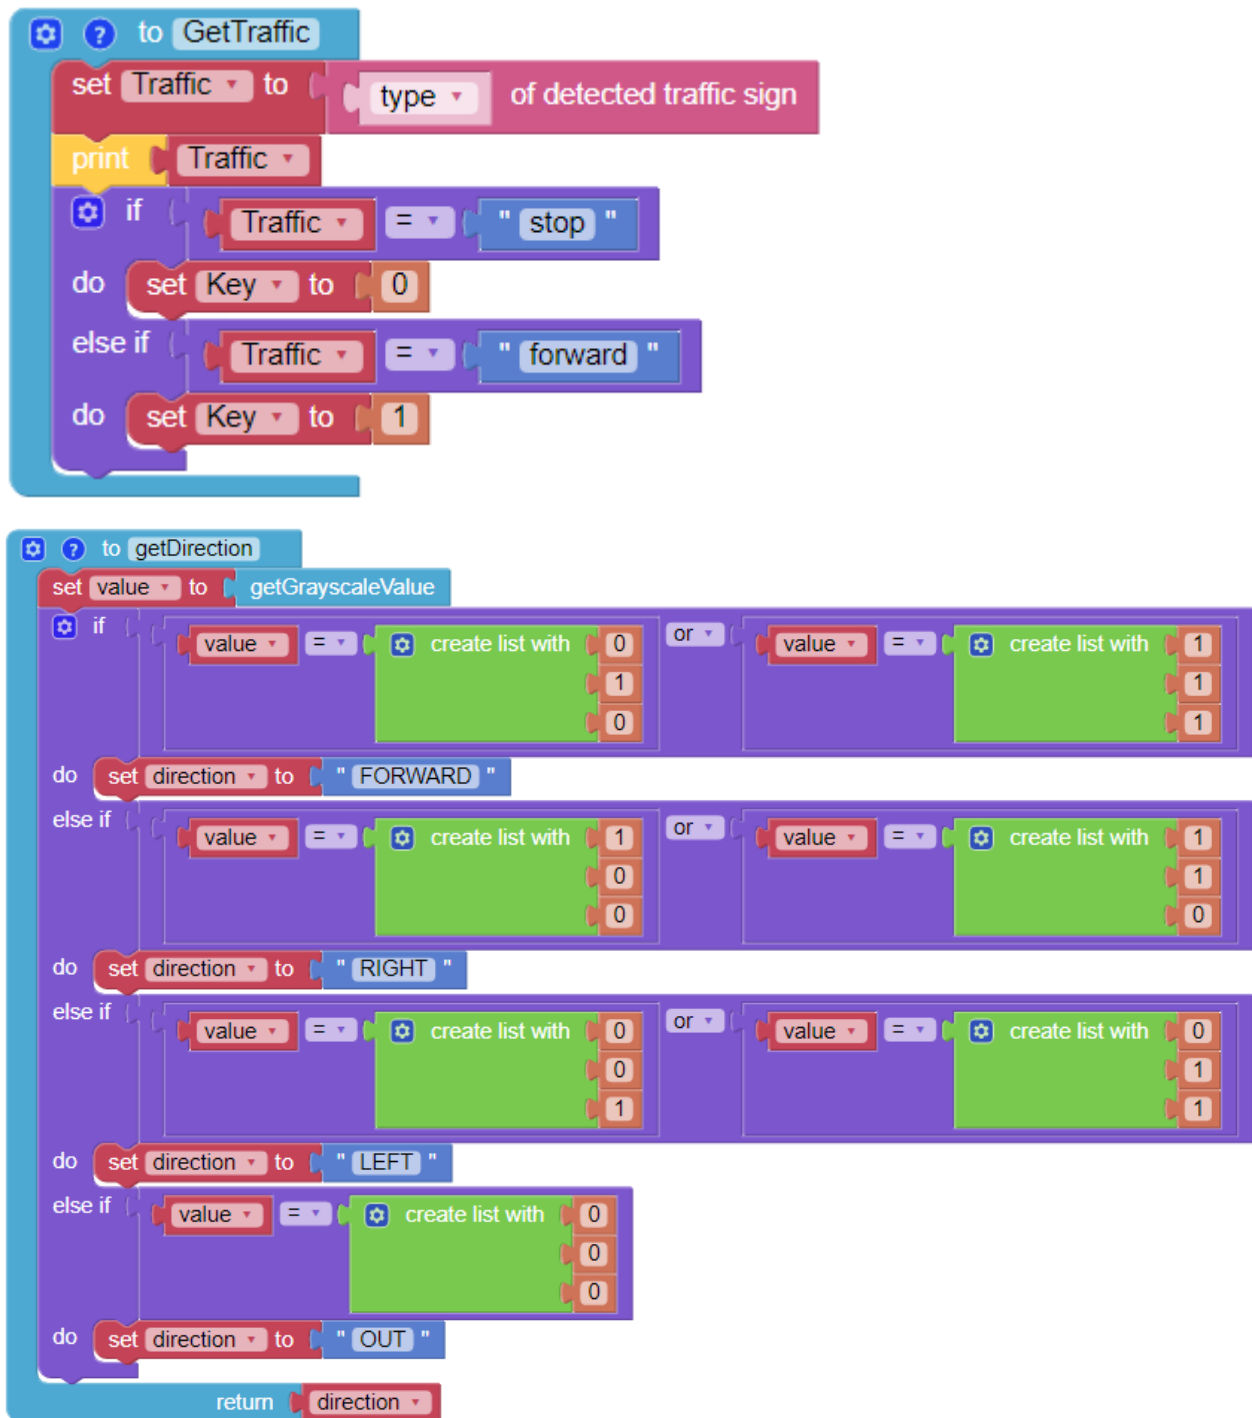 to GetTraffic
set Traffic to type of detected traffic sign
print Traffic
if Traffic = " stop "
do set Key to 0
else if Traffic = " forward "
do set Key to 1
to getDirection
set value to getGrayscaleValue
if value = create list with 0 or value = create list with 1
1 1
0 1
do set direction to " FORWARD "
else if value = create list with 1 or value = create list with 1
0 1
0 0
do set direction to " RIGHT "
else if value = create list with 0 or value = create list with 0
0 1
1 1
do set direction to " LEFT "
else if value = create list with 0
0
0
do set direction to " OUT "
return direction